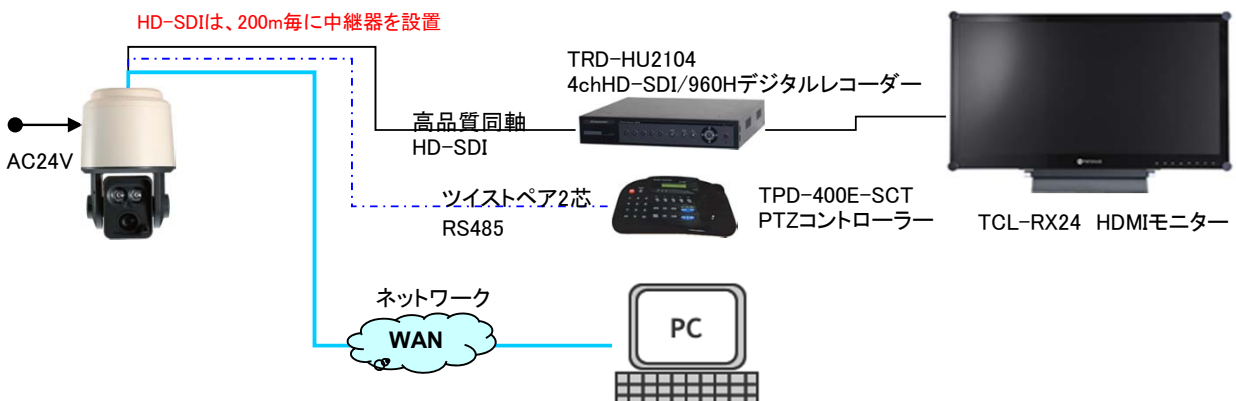 HD-SDIは、200m毎に中継器を設置
TRD-HU2104
4chHD-SDI/960Hデジタルレコーダー
AC24V
高品質同軸
HD-SDI
ツイストペア2芯
RS485
TPD-400E-SCT
PTZコントローラー
TCL-RX24 HDMIモニター
ネットワーク
WAN
PC